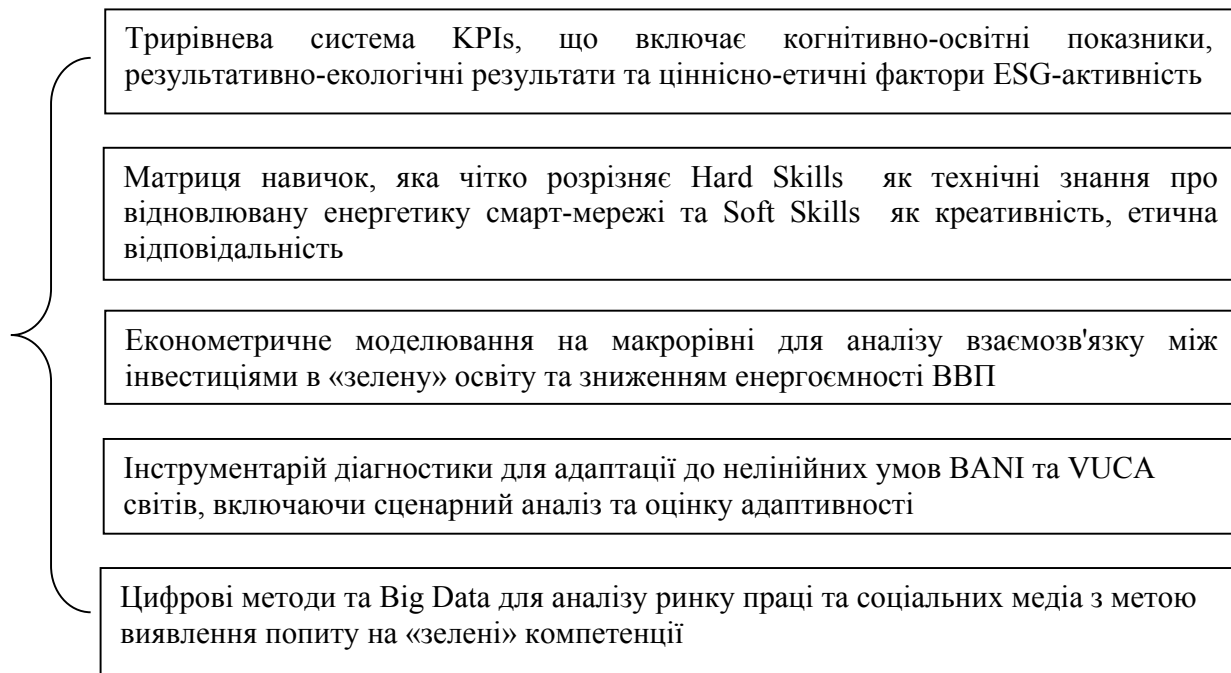 Трирівнева система KPIs, що включає когнітивно-освітні показники,
результативно-екологічні результати та ціннісно-етичні фактори ESG-активність
Матриця навичок, яка чітко розрізняє Hard Skills як технічні знання про
відновлювану енергетику смарт-мережі та Soft Skills як креативність, етична
відповідальність
Економетричне моделювання на макрорівні для аналізу взаємозв'язку між
інвестиціями в «зелену» освіту та зниженням енергоємності ВВП
Інструментарій діагностики для адаптації до нелінійних умов BANI та VUCA
світів, включаючи сценарний аналіз та оцінку адаптивності
Цифрові методи та Big Data для аналізу ринку праці та соціальних медіа з метою
виявлення попиту на «зелені» компетенції